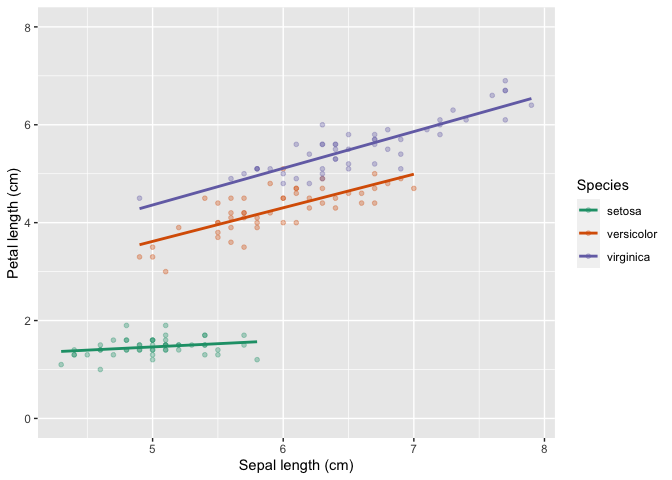 8
6
4
2
0
5 6 7 8
Sepal length (cm)
Petal length (cm)
Species
setosa
versicolor
virginica